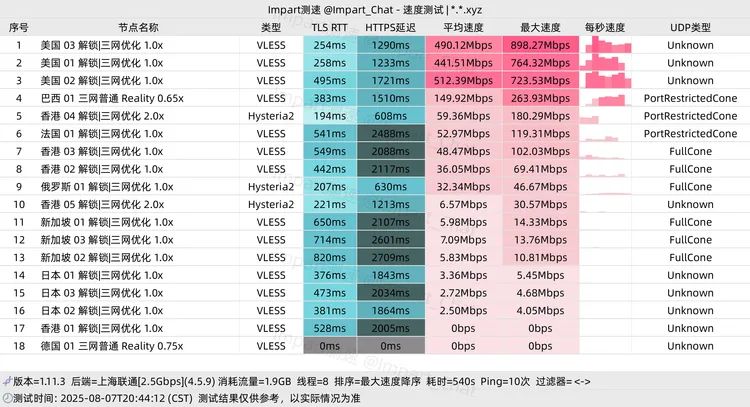 Impart测速 @Impart_Chat - 速度测试 | *.*.xyz
序号 节点名称 类型 TLS RTT HTTPS延迟 平均速度 最大速度 每秒速度 UDP类型
1 美国 03 解锁|三网优化 1.0x VLESS 254ms 1290ms 490.12Mbps 898.27Mbps Unknown
2 美国 01 解锁|三网优化 1.0x VLESS 258ms 1233ms 441.51Mbps 764.32Mbps Unknown
3 美国 02 解锁|三网优化 1.0x VLESS 495ms 1721ms 512.39Mbps 723.53Mbps Unknown
4 巴西 01 三网普通 Reality 0.65x VLESS 383ms 1510ms 149.92Mbps 263.93Mbps PortRestrictedCone
5 香港 04 解锁|三网优化 2.0x Hysteria2 194ms 608ms 59.36Mbps 180.29Mbps PortRestrictedCone
6 法国 01 解锁|三网优化 1.0x VLESS 541ms 2488ms 52.97Mbps 119.31Mbps PortRestrictedCone
7 香港 03 解锁|三网优化 1.0x VLESS 549ms 2088ms 48.47Mbps 102.03Mbps FullCone
8 香港 02 解锁|三网优化 1.0x VLESS 442ms 2117ms 36.05Mbps 69.41Mbps FullCone
9 俄罗斯 01 解锁|三网优化 1.0x Hysteria2 207ms 630ms 32.34Mbps 46.67Mbps FullCone
10 香港 05 解锁|三网优化 2.0x Hysteria2 221ms 1213ms 6.57Mbps 30.57Mbps Unknown
11 新加坡 01 解锁|三网优化 1.0x VLESS 650ms 2107ms 5.98Mbps 14.33Mbps FullCone
12 新加坡 03 解锁|三网优化 1.0x VLESS 714ms 2601ms 7.09Mbps 13.76Mbps FullCone
13 新加坡 02 解锁|三网优化 1.0x VLESS 820ms 2709ms 5.83Mbps 10.81Mbps FullCone
14 日本 01 解锁|三网优化 1.0x VLESS 376ms 1843ms 3.36Mbps 5.45Mbps Unknown
15 日本 03 解锁|三网优化 1.0x VLESS 473ms 2034ms 2.72Mbps 4.68Mbps Unknown
16 日本 02 解锁|三网优化 1.0x VLESS 381ms 1864ms 2.50Mbps 4.05Mbps Unknown
17 香港 01 解锁|三网优化 1.0x VLESS 528ms 2005ms 0bps 0bps Unknown
18 德国 01 三网普通 Reality 0.75x VLESS 0ms 0ms 0bps 0bps Unknown
版本=1.11.3 后端=上海联通[2.5Gbps](4.5.9) 消耗流量=1.9GB 线程=8 排序=最大速度降序 耗时=540s Ping=10次 过滤器= <->
测试时间: 2025-08-07T20:44:12 (CST) 测试结果仅供参考，以实际情况为准